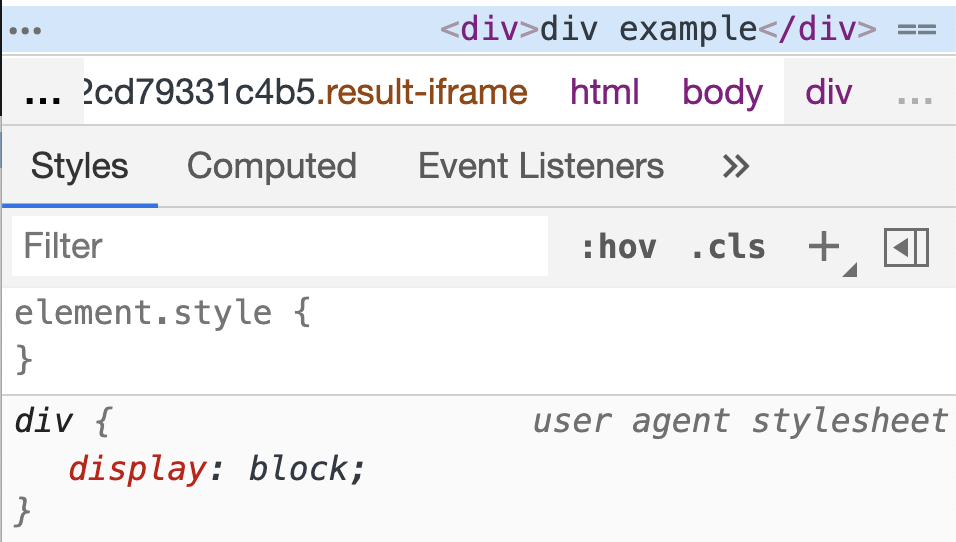 … <div>div example</div> ==
… 2cd79331c4b5.result-iframe html body div …
Styles Computed Event Listeners »
Filter :hov .cls +
element.style {
}
div { user agent stylesheet
display: block;
}